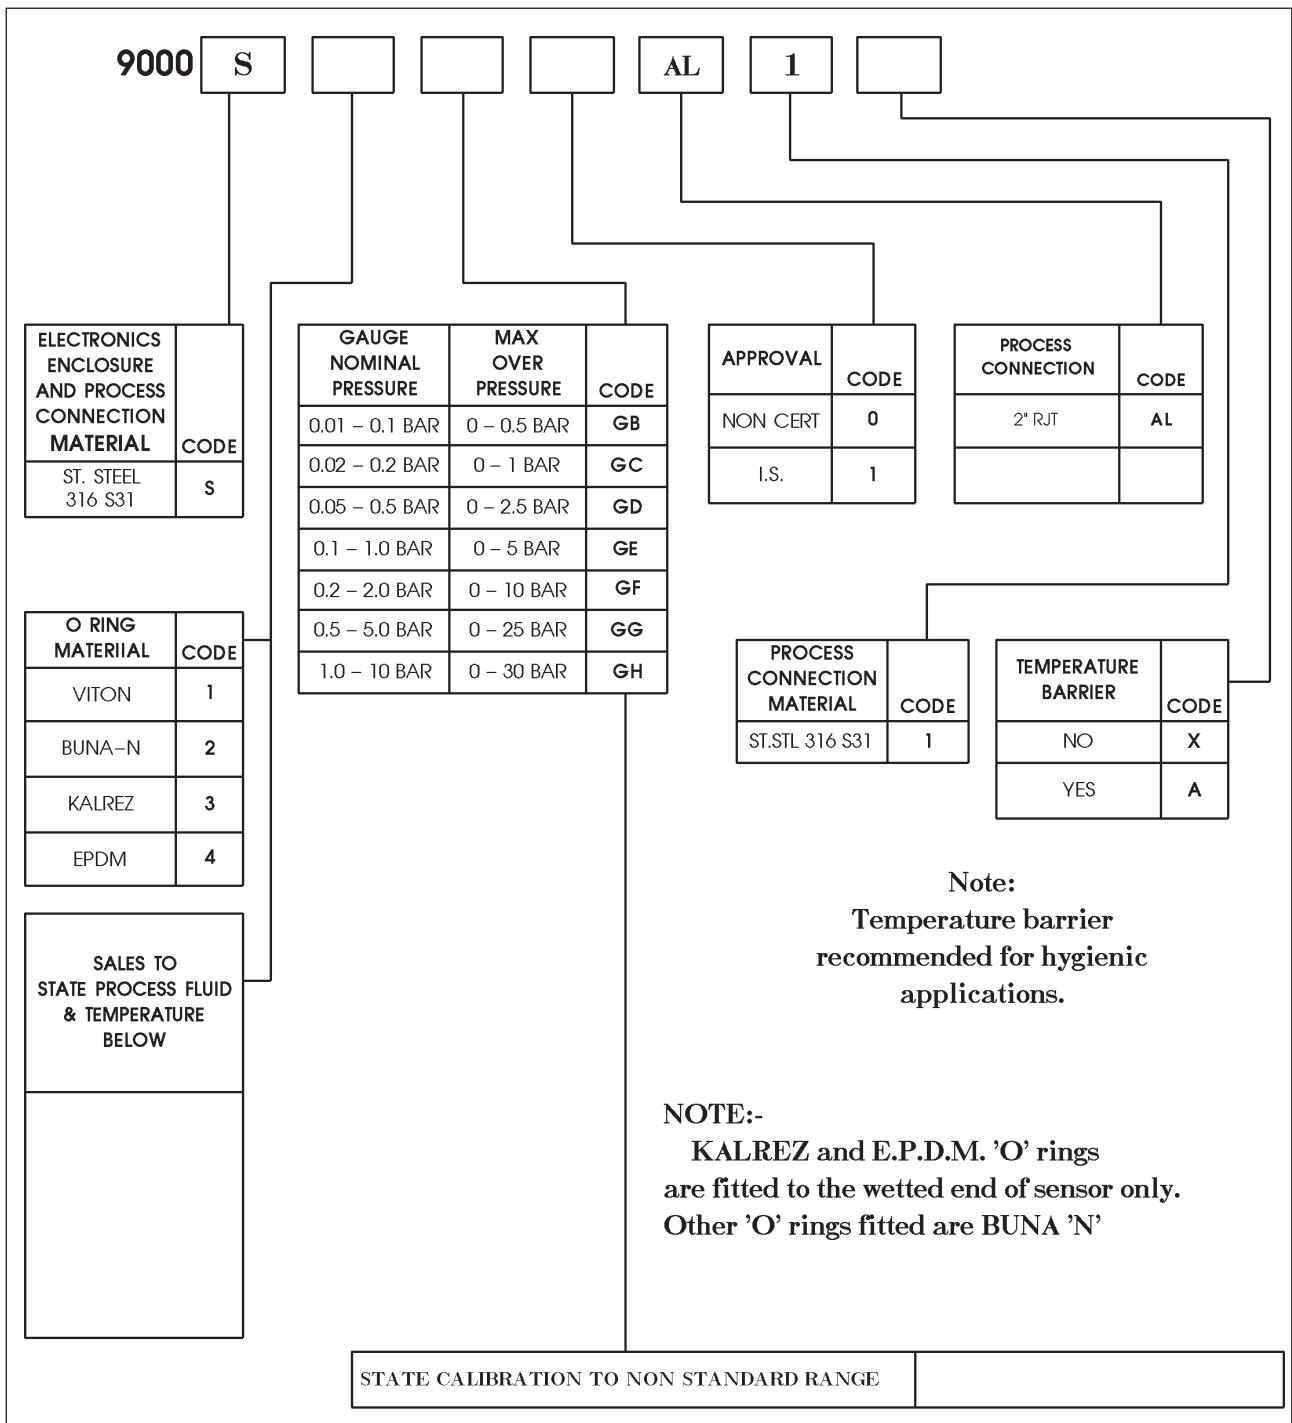 9000 S AL 1
ELECTRONICS
ENCLOSURE
AND PROCESS
CONNECTION
MATERIAL CODE
ST. STEEL
316 S31 S
GAUGE
NOMINAL
PRESSURE
MAX
OVER
PRESSURE
CODE
0.01 – 0.1 BAR 0 – 0.5 BAR GB
0.02 – 0.2 BAR 0 – 1 BAR GC
0.05 – 0.5 BAR 0 – 2.5 BAR GD
0.1 – 1.0 BAR 0 – 5 BAR GE
0.2 – 2.0 BAR 0 – 10 BAR GF
0.5 – 5.0 BAR 0 – 25 BAR GG
1.0 – 10 BAR 0 – 30 BAR GH
APPROVAL CODE
NON CERT 0
I.S. 1
PROCESS
CONNECTION
CODE
2" RJT AL
O RING
MATERIIAL CODE
VITON 1
BUNA–N 2
KALREZ 3
EPDM 4
PROCESS
CONNECTION
MATERIAL CODE
ST.STL 316 S31 1
TEMPERATURE
BARRIER
CODE
NO X
YES A
SALES TO
STATE PROCESS FLUID
& TEMPERATURE
BELOW
Note:
Temperature barrier
recommended for hygienic
applications.
NOTE:-
KALREZ and E.P.D.M. 'O' rings
are fitted to the wetted end of sensor only.
Other 'O' rings fitted are BUNA 'N'
STATE CALIBRATION TO NON STANDARD RANGE